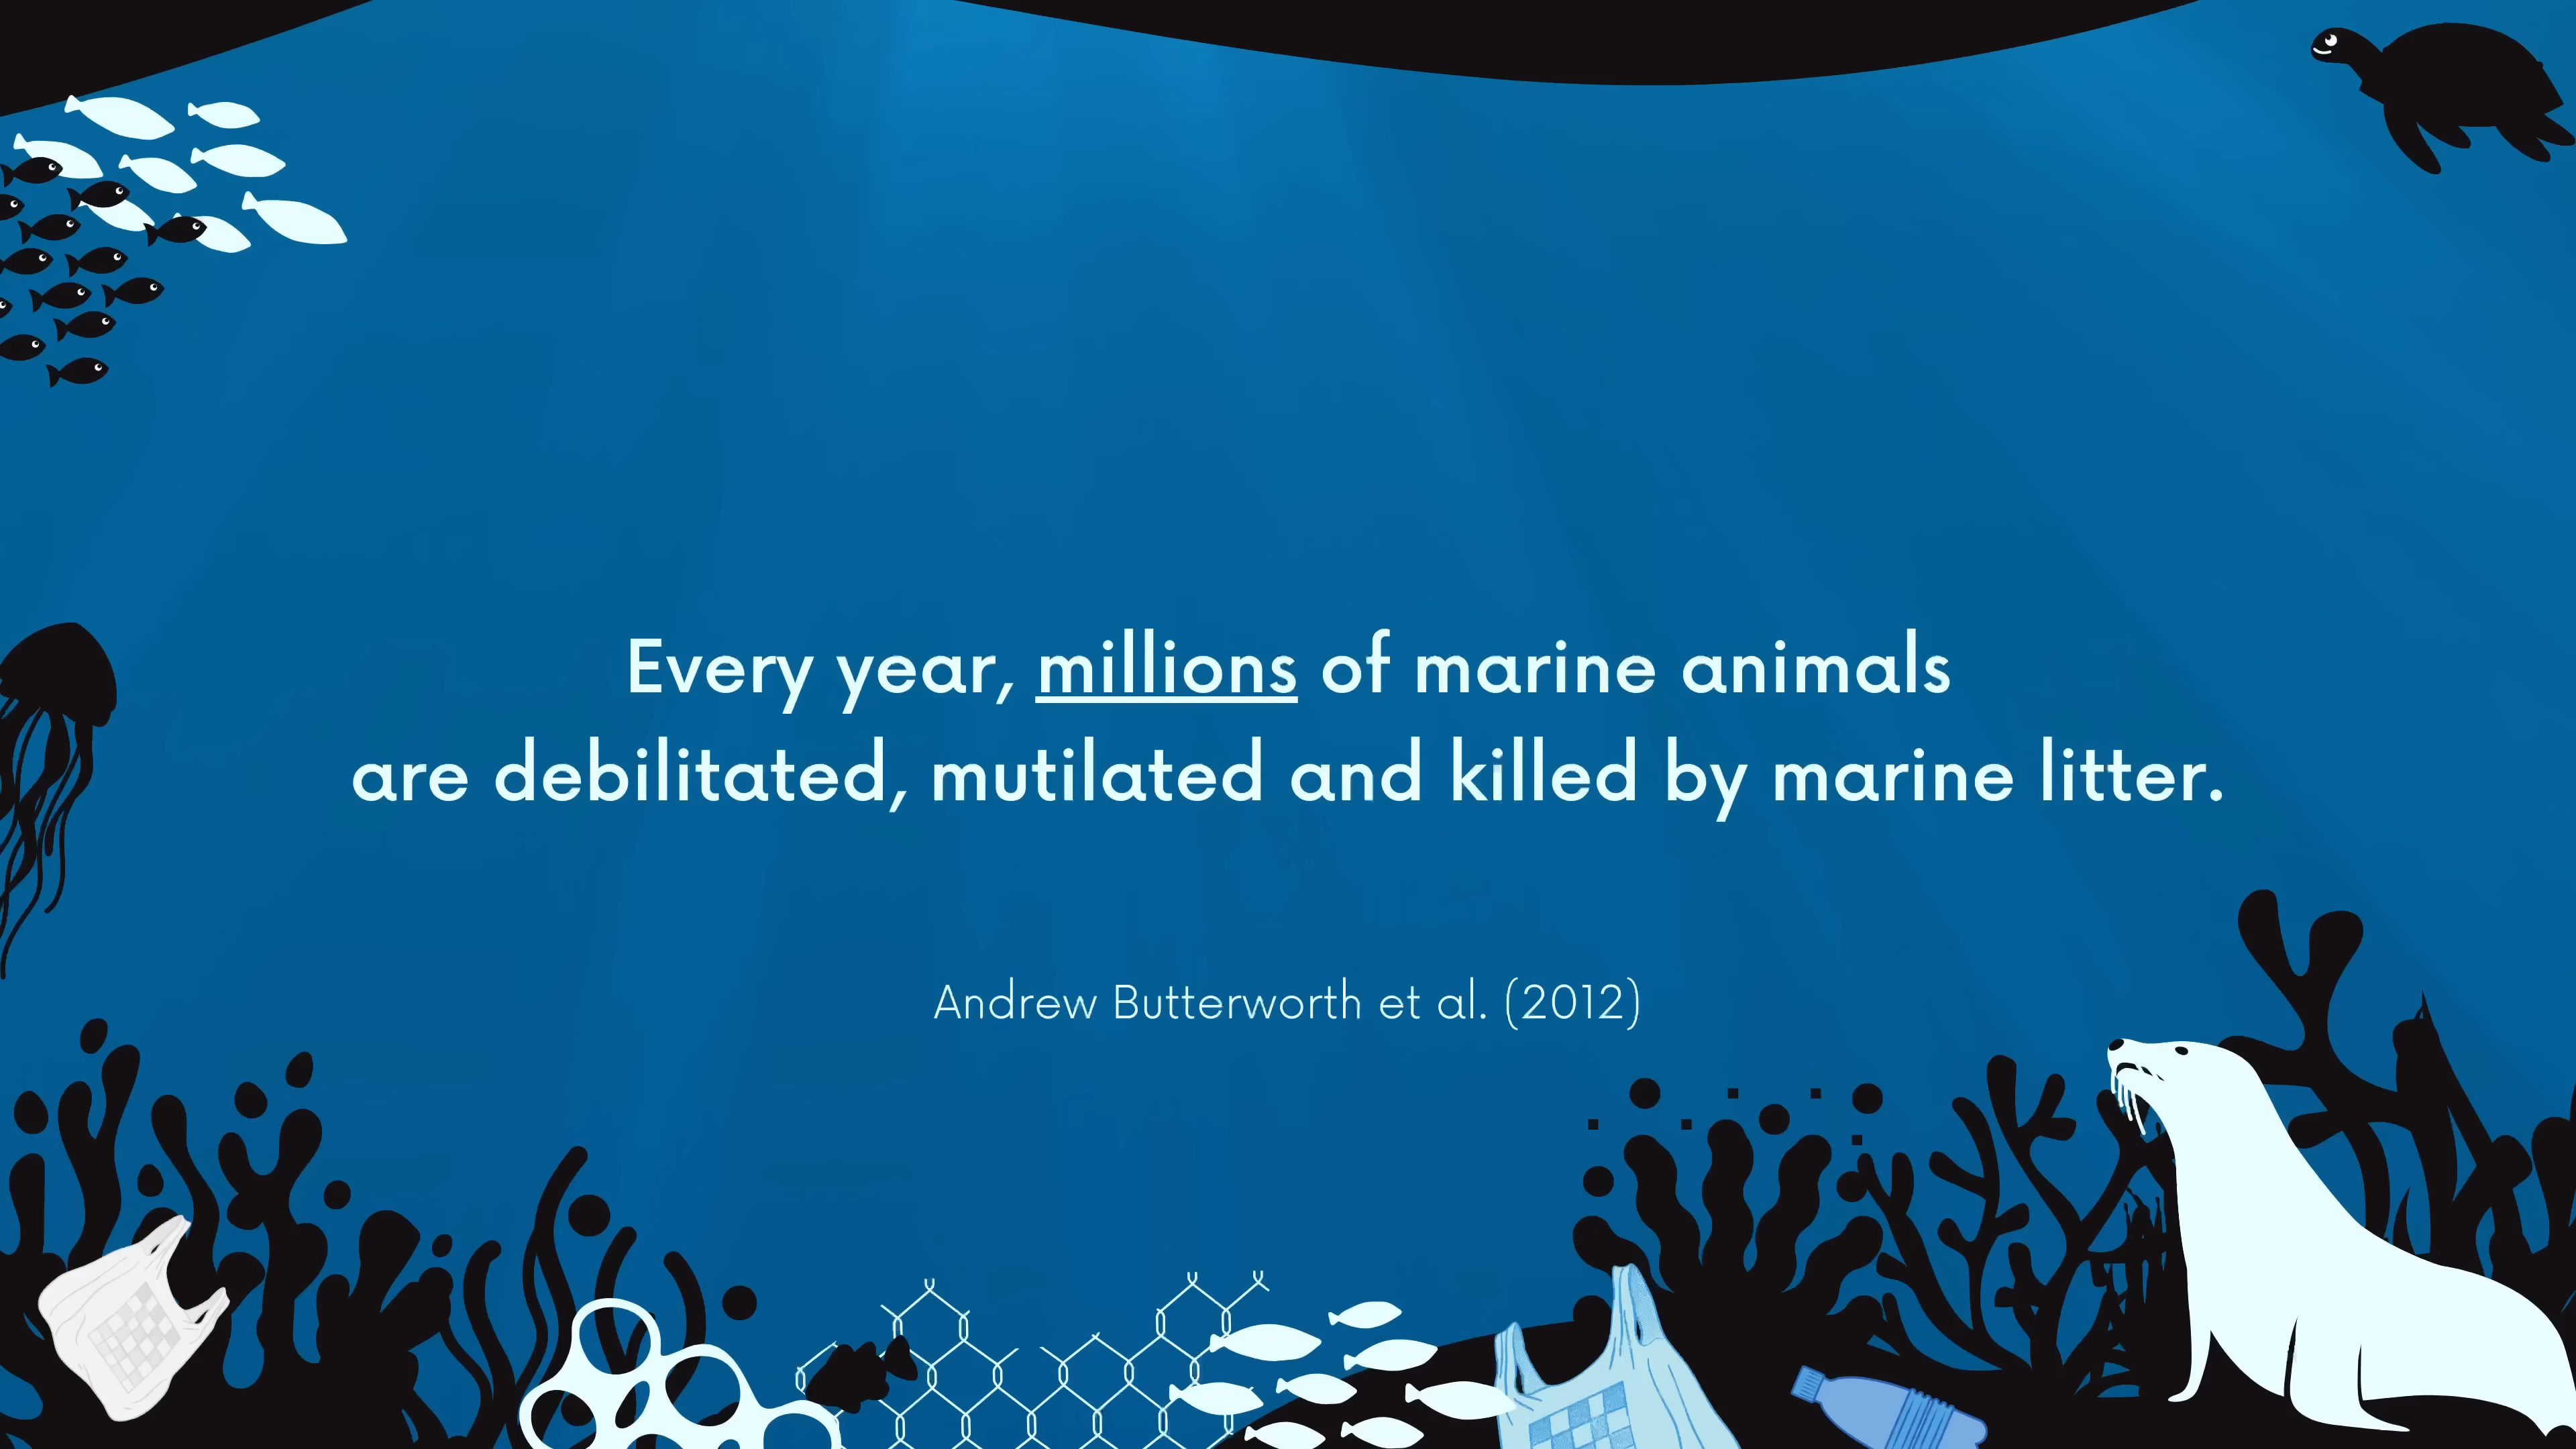 Every year, millions of marine animals
are debilitated, mutilated and killed by marine litter.
Andrew Butterworth et al. (2012)